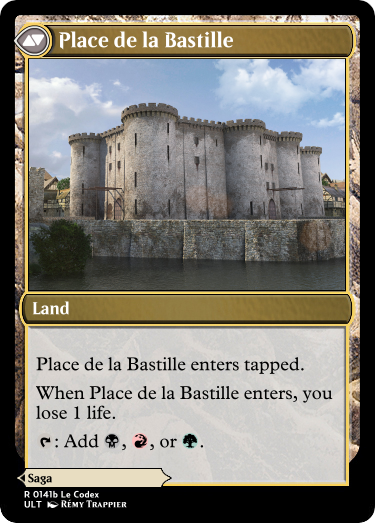 Place de la Bastille
Land
Place de la Bastille enters tapped.
When Place de la Bastille enters, you
lose 1 life.
: Add , , or .
Saga
R 0141b Le Codex
ULT Rémy Trappier